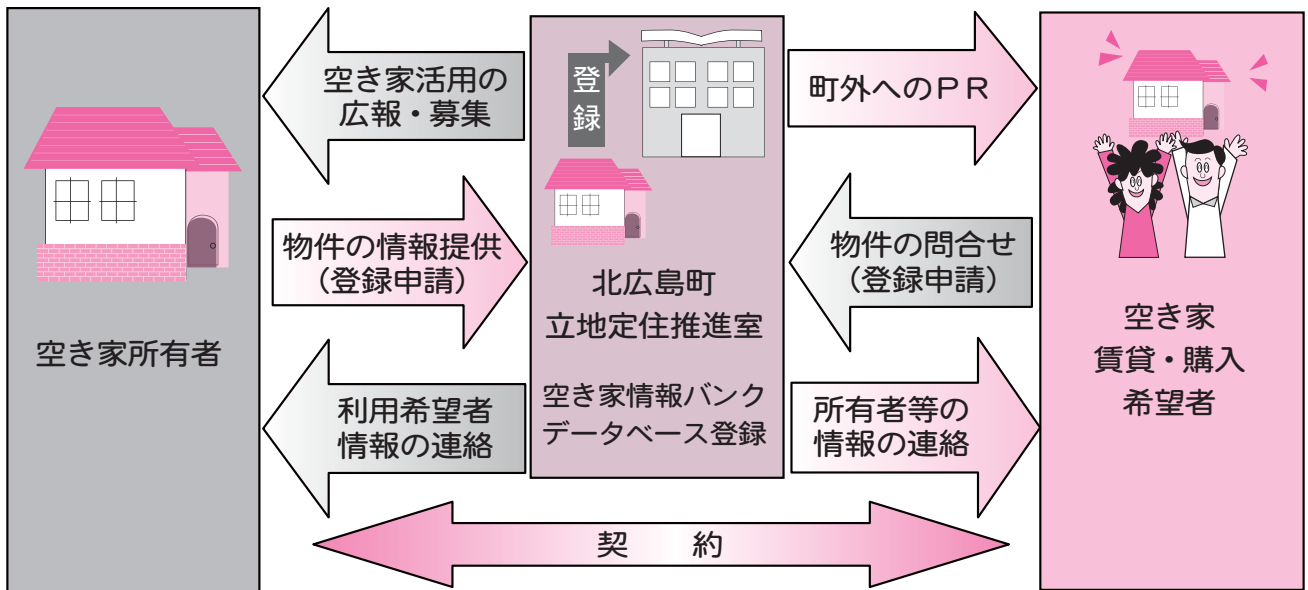 空き家所有者
空き家活用の
広報・募集
物件の情報提供
（登録申請）
利用希望者
情報の連絡
登録
北広島町
立地定住推進室
空き家情報バンク
データベース登録
町外へのＰＲ
物件の問合せ
（登録申請）
所有者等の
情報の連絡
空き家
賃貸・購入
希望者
契　約